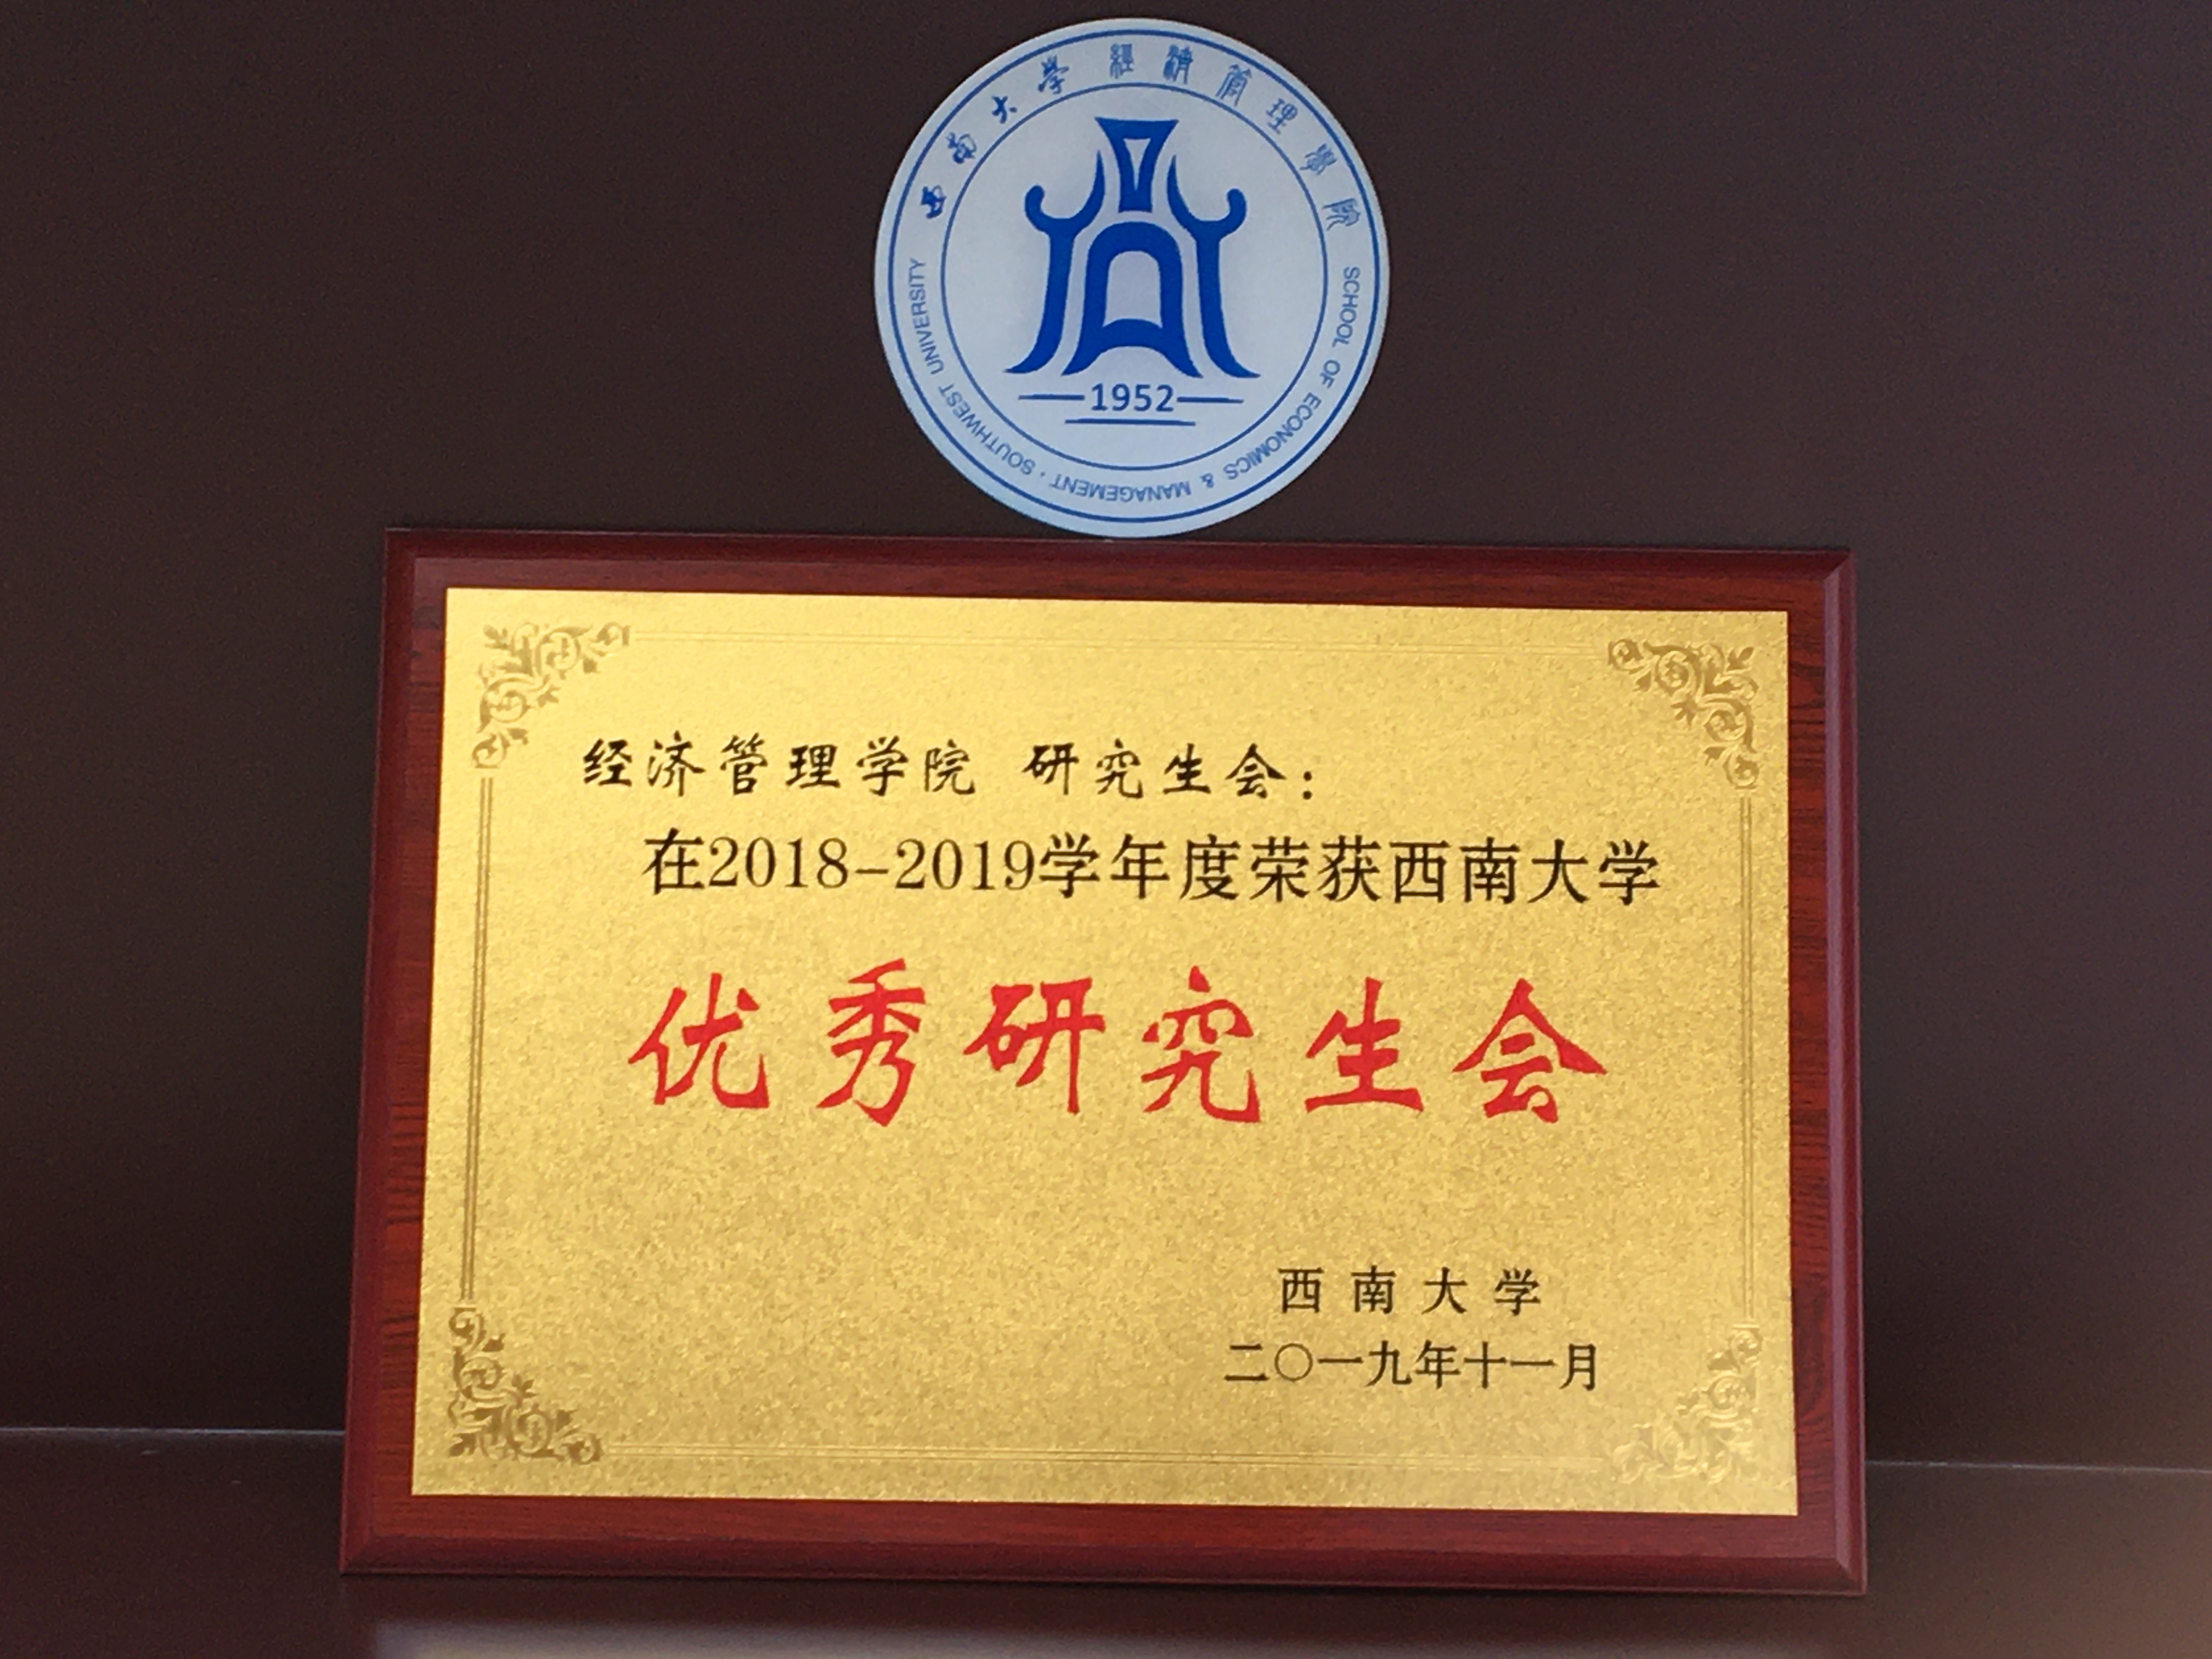 西南大学 經濟管理學院
1952
SCHOOL OF ECONOMICS & MANAGEMENT · SOUTHWEST UNIVERSITY
经济管理学院 研究生会：
在2018-2019学年度荣获西南大学
优秀研究生会
西南大学
二〇一九年十一月